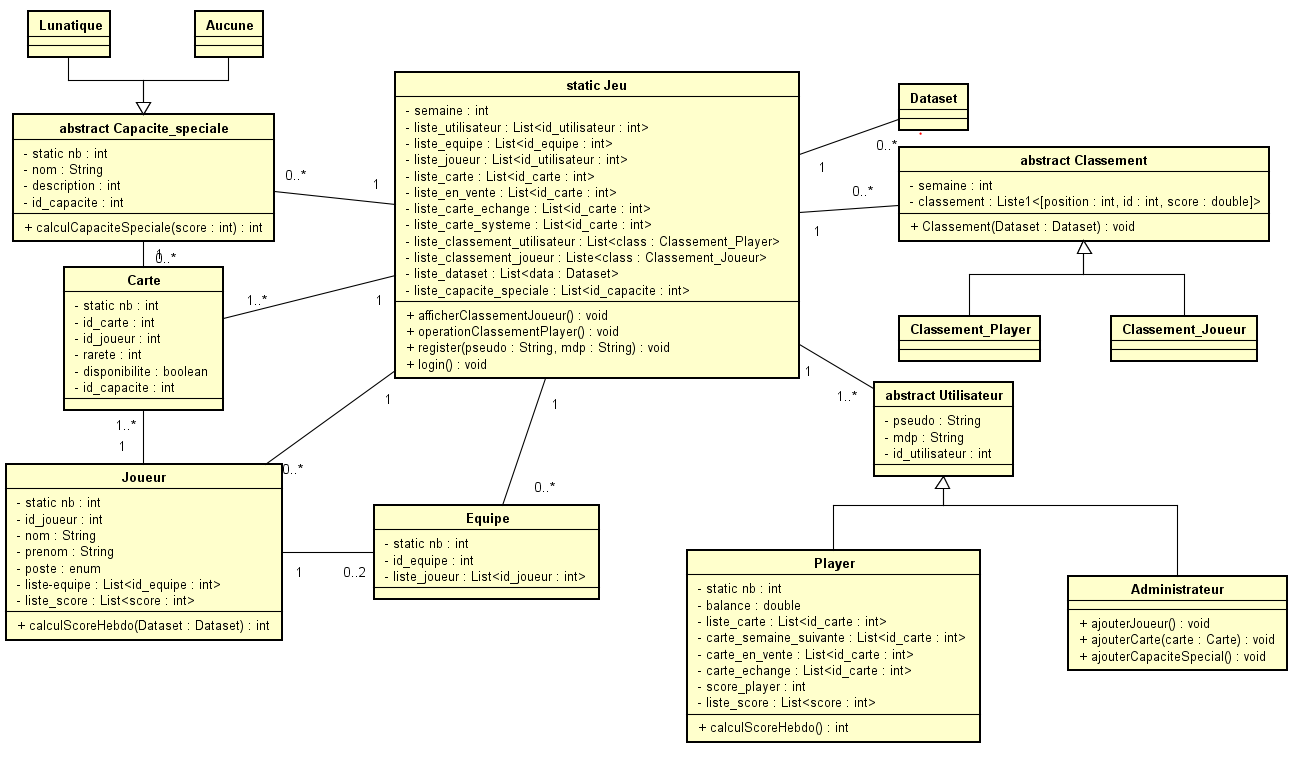 Lunatique
Aucune
abstract Capacite_speciale
- static nb : int
- nom : String
- description : int
- id_capacite : int
+ calculCapaciteSpeciale(score : int) : int
0..*
1
1
0..*
Carte
- static nb : int
- id_carte : int
- id_joueur : int
- rarete : int
- disponibilite : boolean
- id_capacite : int
1..*
1
1..*
1
Joueur
- static nb : int
- id_joueur : int
- nom : String
- prenom : String
- poste : enum
- liste-equipe : List<id_equipe : int>
- liste_score : List<score : int>
+ calculScoreHebdo(Dataset : Dataset) : int
1
0..*
1
0..2
static Jeu
- semaine : int
- liste_utilisateur : List<id_utilisateur : int>
- liste_equipe : List<id_equipe : int>
- liste_joueur : List<id_utilisateur : int>
- liste_carte : List<id_carte : int>
- liste_en_vente : List<id_carte : int>
- liste_carte_echange : List<id_carte : int>
- liste_carte_systeme : List<id_carte : int>
- liste_classement_utilisateur : List<class : Classement_Player>
- liste_classement_joueur : Liste<class : Classement_Joueur>
- liste_dataset : List<data : Dataset>
- liste_capacite_speciale : List<id_capacite : int>
+ afficherClassementJoueur() : void
+ operationClassementPlayer() : void
+ register(pseudo : String, mdp : String) : void
+ login() : void
1
0..*
Equipe
- static nb : int
- id_equipe : int
- liste_joueur : List<id_joueur : int>
Dataset
0..*
1
abstract Classement
- semaine : int
- classement : Liste1<[position : int, id : int, score : double]>
+ Classement(Dataset : Dataset) : void
0..*
1
Classement_Player
Classement_Joueur
1
1..*
abstract Utilisateur
- pseudo : String
- mdp : String
- id_utilisateur : int
Player
- static nb : int
- balance : double
- liste_carte : List<id_carte : int>
- carte_semaine_suivante : List<id_carte : int>
- carte_en_vente : List<id_carte : int>
- carte_echange : List<id_carte : int>
- score_player : int
- liste_score : List<score : int>
+ calculScoreHebdo() : int
Administrateur
+ ajouterJoueur() : void
+ ajouterCarte(carte : Carte) : void
+ ajouterCapaciteSpecial() : void